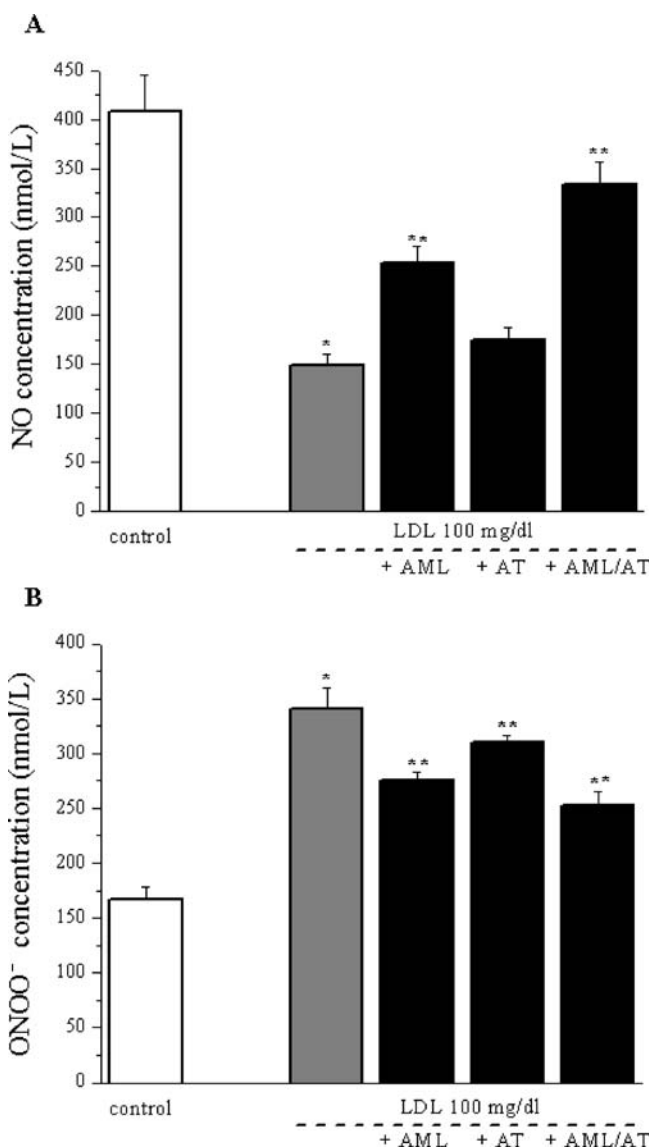 A
NO concentration (nmol/L)
450
400
350
300
250
200
150
100
50
0
*
**
**
control
LDL 100 mg/dl
+ AML + AT + AML/AT
B
ONOO⁻ concentration (nmol/L)
400
350
300
250
200
150
100
50
0
*
**
**
**
control
LDL 100 mg/dl
+ AML + AT + AML/AT